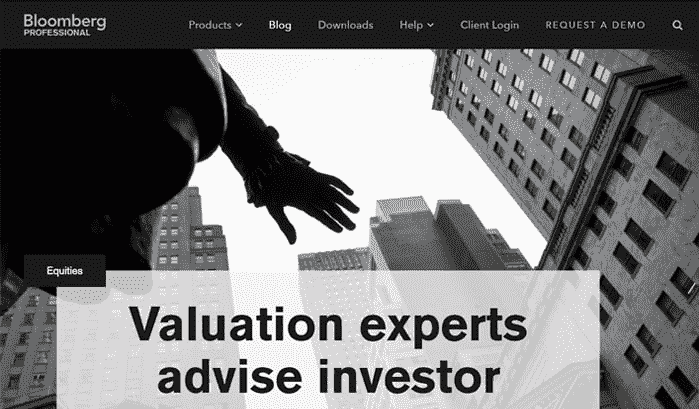 Bloomberg
PROFESSIONAL
Products Blog Downloads Help Client Login REQUEST A DEMO
Equities
Valuation experts
advise investor